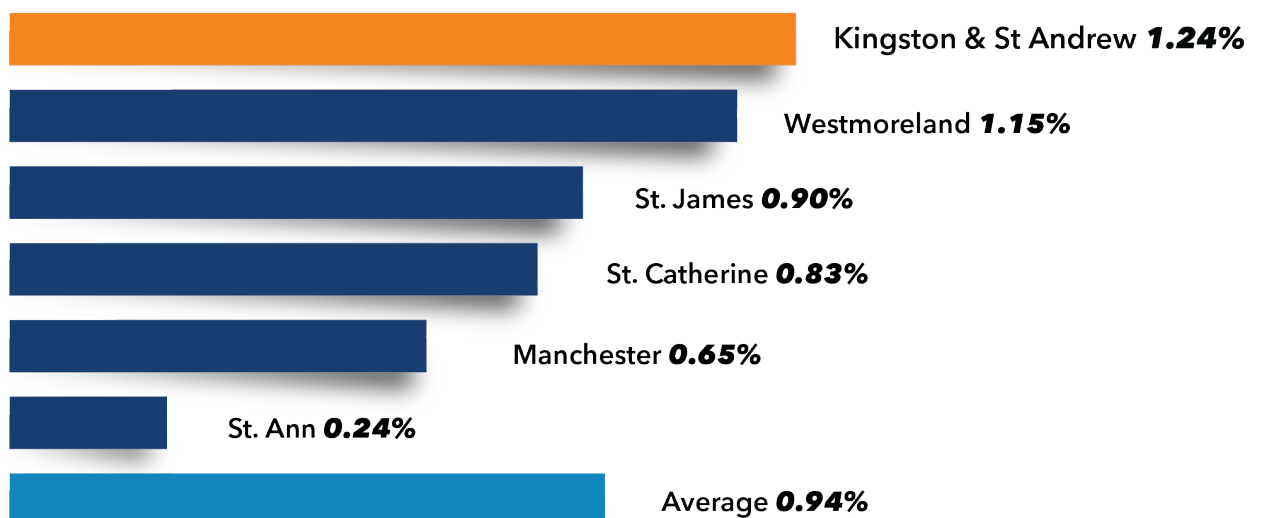 Kingston & St Andrew 1.24%
Westmoreland 1.15%
St. James 0.90%
St. Catherine 0.83%
Manchester 0.65%
St. Ann 0.24%
Average 0.94%